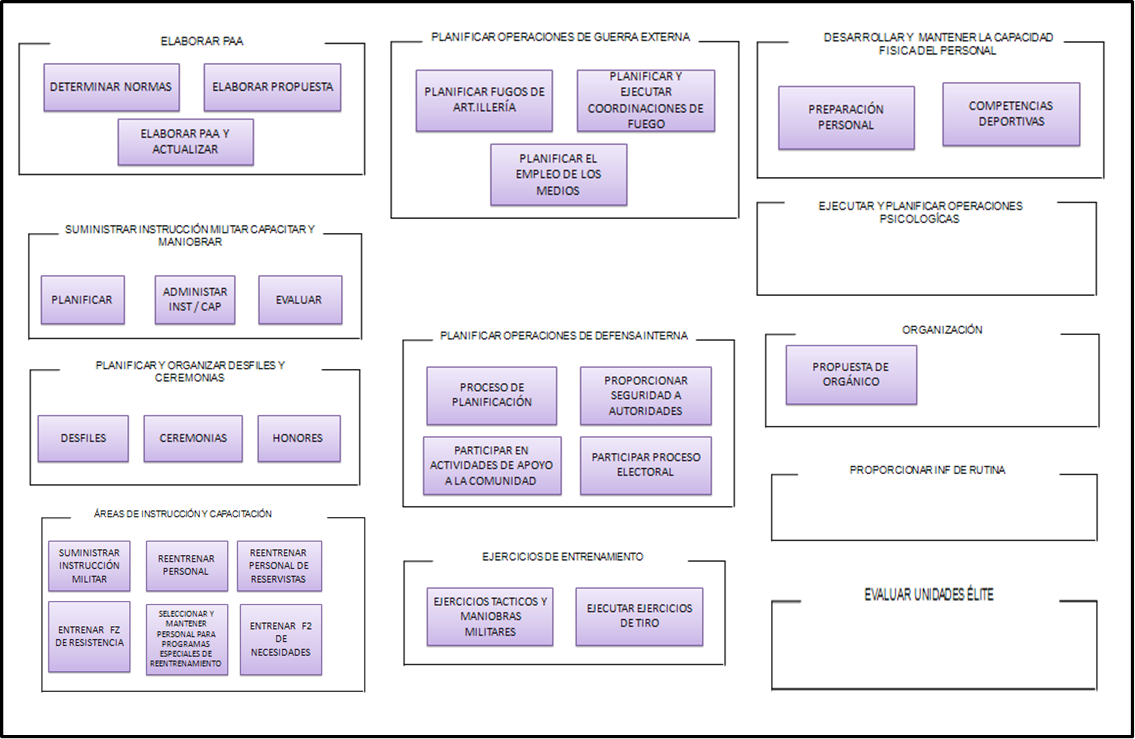 ELABORAR PAA
DETERMINAR NORMAS
ELABORAR PROPUESTA
ELABORAR PAA Y
ACTUALIZAR
SUMINISTRAR INSTRUCCIÓN MILITAR CAPACITAR Y
MANIOBRAR
PLANIFICAR
ADMINISTAR
INST / CAP
EVALUAR
PLANIFICAR Y ORGANIZAR DESFILES Y
CEREMONIAS
DESFILES
CEREMONIAS
HONORES
ÁREAS DE INSTRUCCIÓN Y CAPACITACIÓN
SUMINISTRAR
INSTRUCCIÓN
MILITAR
REENTRENAR
PERSONAL
REENTRENAR
PERSONAL DE
RESERVISTAS
ENTRENAR FZ
DE RESISTENCIA
SELECCIONAR Y
MANTENER
PERSONAL PARA
PROGRAMAS
ESPECIALES DE
REENTRENAMIENTO
ENTRENAR F2
DE
NECESIDADES
PLANIFICAR OPERACIONES DE GUERRA EXTERNA
PLANIFICAR FUGOS DE
ART.ILLERÍA
PLANIFICAR Y
EJECUTAR
COORDINACIONES DE
FUEGO
PLANIFICAR EL
EMPLEO DE LOS
MEDIOS
PLANIFICAR OPERACIONES DE DEFENSA INTERNA
PROCESO DE
PLANIFICACIÓN
PROPORCIONAR
SEGURIDAD A
AUTORIDADES
PARTICIPAR EN
ACTIVIDADES DE APOYO
A LA COMUNIDAD
PARTICIPAR PROCESO
ELECTORAL
EJERCICIOS DE ENTRENAMIENTO
EJERCICIOS TACTICOS Y
MANIOBRAS
MILITARES
EJECUTAR EJERCICIOS
DE TIRO
DESARROLLAR Y MANTENER LA CAPACIDAD
FISICA DEL PERSONAL
PREPARACIÓN
PERSONAL
COMPETENCIAS
DEPORTIVAS
EJECUTAR Y PLANIFICAR OPERACIONES
PSICOLOGÍCAS
ORGANIZACIÓN
PROPUESTA DE
ORGÁNICO
PROPORCIONAR INF DE RUTINA
EVALUAR UNIDADES ÉLITE